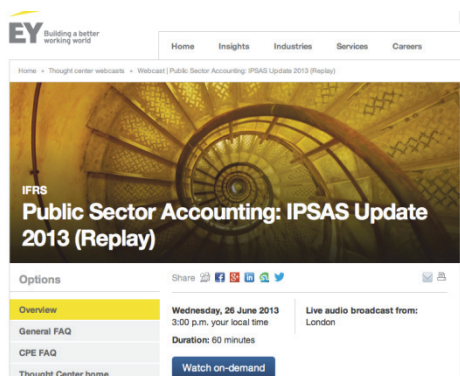 EY
Building a better
working world
Home Insights Industries Services Careers
Home » Thought center webcasts » Webcast | Public Sector Accounting: IPSAS Update 2013 (Replay)
IFRS
Public Sector Accounting: IPSAS Update
2013 (Replay)
Options
Share
Overview
Wednesday, 26 June 2013
Live audio broadcast from:
3:00 p.m. your local time
London
General FAQ
Duration: 60 minutes
CPE FAQ
Watch on-demand
Thought Center home